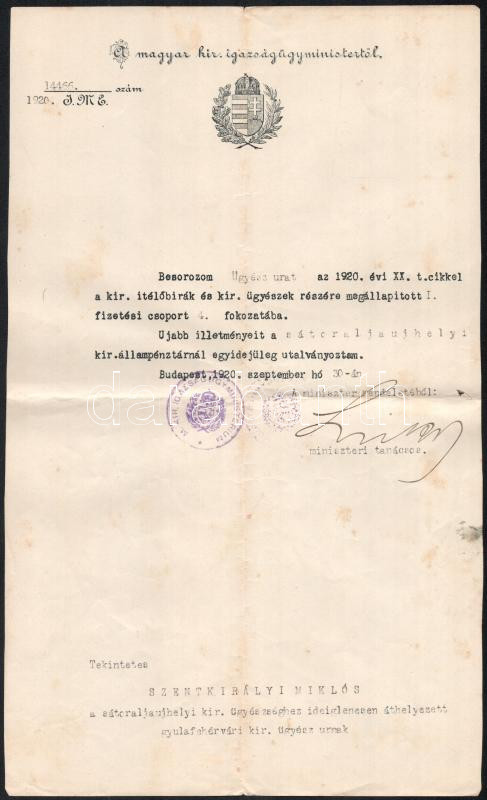 A magyar kir. igazságügyministertől.
14466. szám
1920. I. M. E.
Besorozom Ügyész urat az 1920. évi XX. t.cikkel
a kir. itélőbirák és kir. ügyészek részére megállapitott I.
fizetési csoport 4. fokozatába.
Ujabb illetményeit a sátoraljaujhelyi
kir.állampénztárnál egyidejüleg utalványoztam.
Budapest,1920. szeptember hó 30-án
A miniszter rendeletéből:
miniszteri tanácsos.
Tekintetes
SZENTKIRÁLYI MIKLÓS
a sátoraljaujhelyi kir. ügyészséghez ideiglenesen áthelyezett
gyulafehérvári kir. ügyész urnak